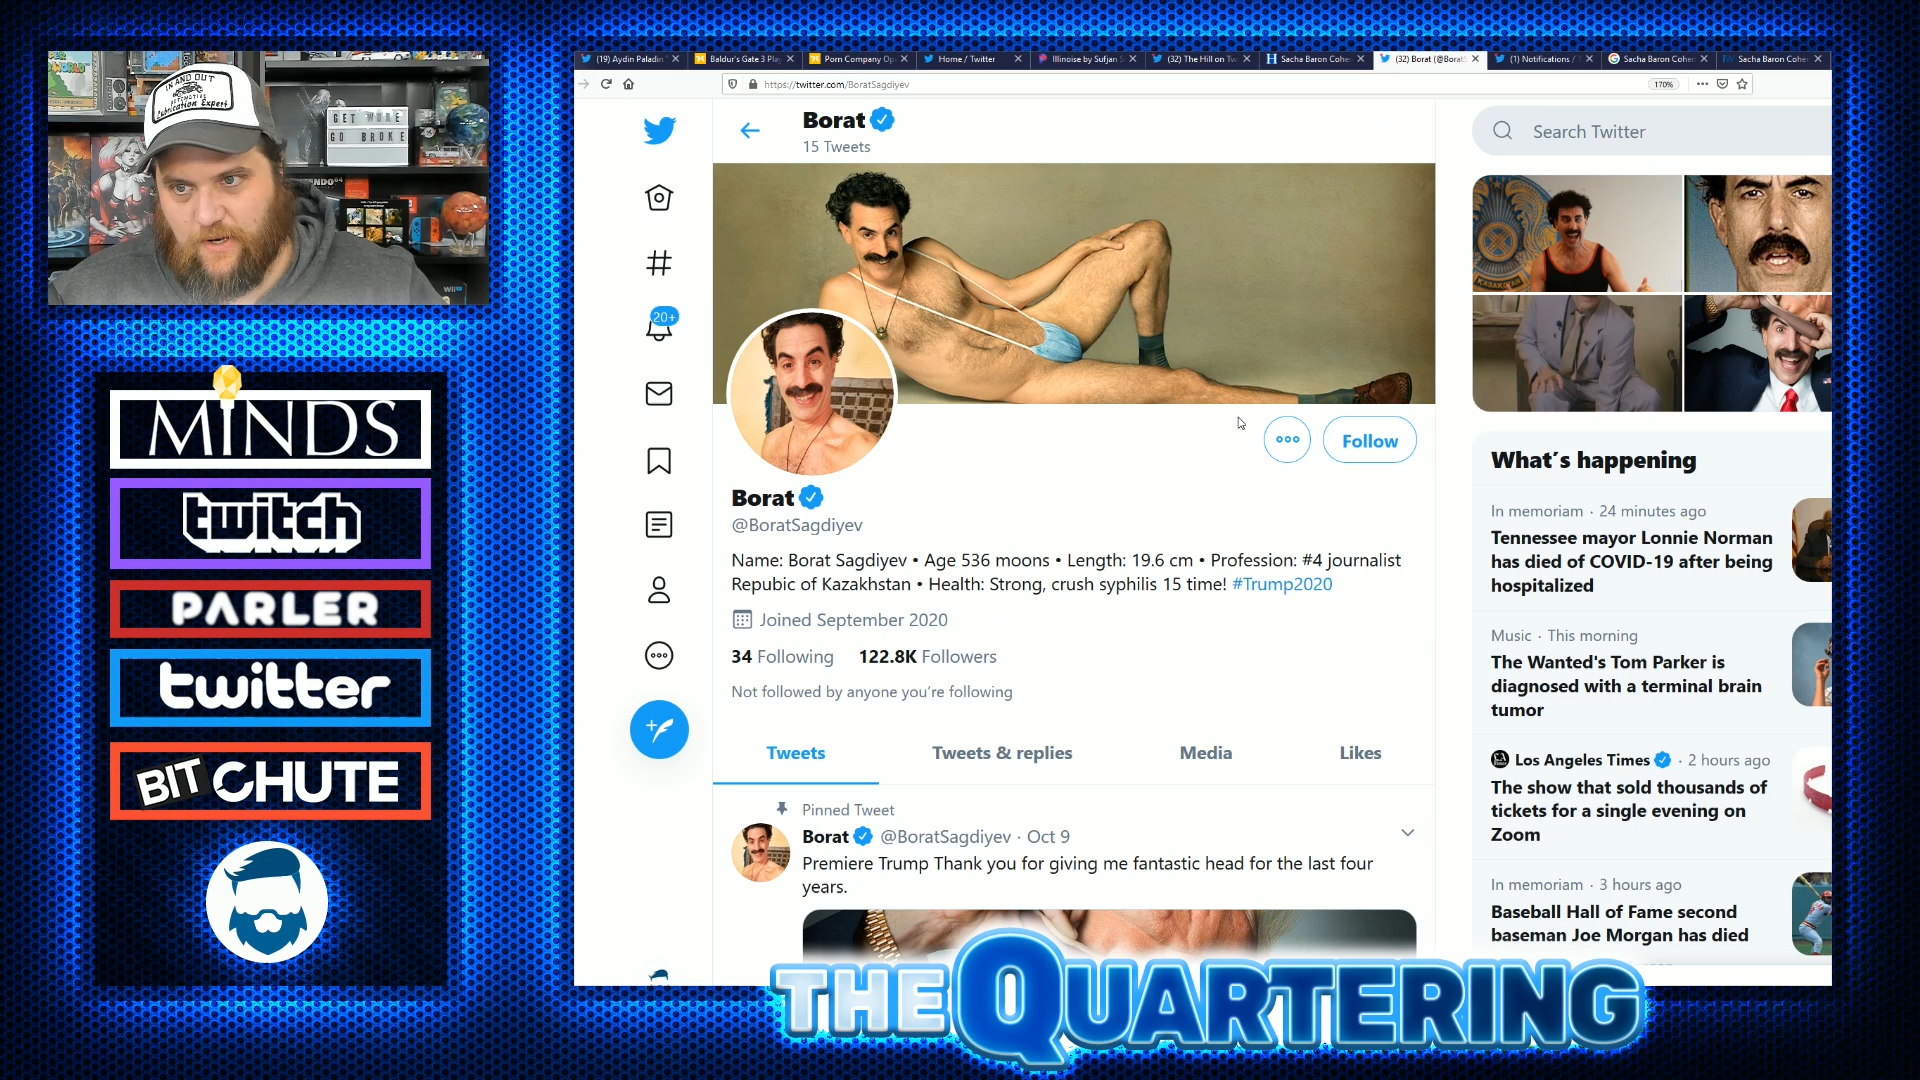 (19) Aydin Paladin
Baldur's Gate 3 Pla
Porn Company Op
Home / Twitter
Illinoise by Sufjan S
(32) The Hill on Tw
Sacha Baron Cohe
(32) Borat (@BoratS
(1) Notifications /
Sacha Baron Cohe
Sacha Baron Cohe
https://twitter.com/BoratSagdiyev
170%
IN AND OUT
AUTOMOTIVE
Lubrication Expert
GET WOKE
GO BROKE
MINDS
twitch
PARLER
twitter
BIT CHUTE
Borat
15 Tweets
20+
Follow
Borat
@BoratSagdiyev
Name: Borat Sagdiyev • Age 536 moons • Length: 19.6 cm • Profession: #4 journalist
Repubic of Kazakhstan • Health: Strong, crush syphilis 15 time! #Trump2020
Joined September 2020
34 Following 122.8K Followers
Not followed by anyone you're following
Tweets Tweets & replies Media Likes
Pinned Tweet
Borat @BoratSagdiyev · Oct 9
Premiere Trump Thank you for giving me fantastic head for the last four
years.
Search Twitter
What's happening
In memoriam · 24 minutes ago
Tennessee mayor Lonnie Norman
has died of COVID-19 after being
hospitalized
Music · This morning
The Wanted's Tom Parker is
diagnosed with a terminal brain
tumor
Los Angeles Times · 2 hours ago
The show that sold thousands of
tickets for a single evening on
Zoom
In memoriam · 3 hours ago
Baseball Hall of Fame second
baseman Joe Morgan has died
THE QUARTERING